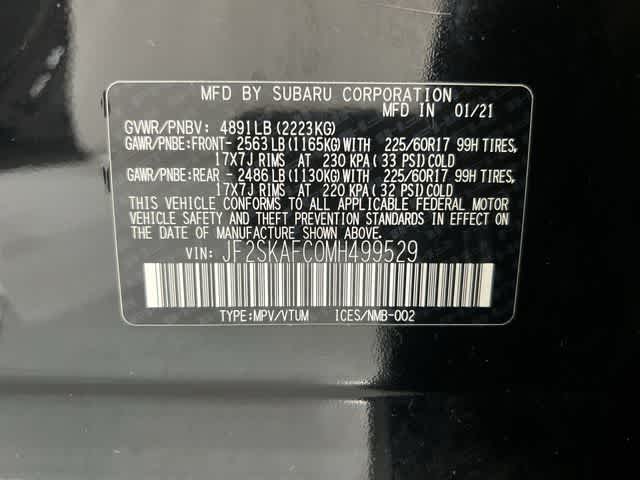 MFD BY SUBARU CORPORATION
MFD IN 01/21
GVWR/PNBV: 4891LB (2223KG)
GAWR/PNBE:FRONT- 2563LB (1165KG) WITH 225/60R17 99H TIRES,
17X7J RIMS AT 230 KPA (33 PSI) COLD
GAWR/PNBE:REAR - 2486LB (1130KG) WITH 225/60R17 99H TIRES,
17X7J RIMS AT 220 KPA (32 PSI) COLD
THIS VEHICLE CONFORMS TO ALL APPLICABLE FEDERAL MOTOR
VEHICLE SAFETY AND THEFT PREVENTION STANDARDS IN EFFECT ON
THE DATE OF MANUFACTURE SHOWN ABOVE.
VIN: JF2SKAFC0MH499529
TYPE:MPV/VTUM ICES/NMB-002